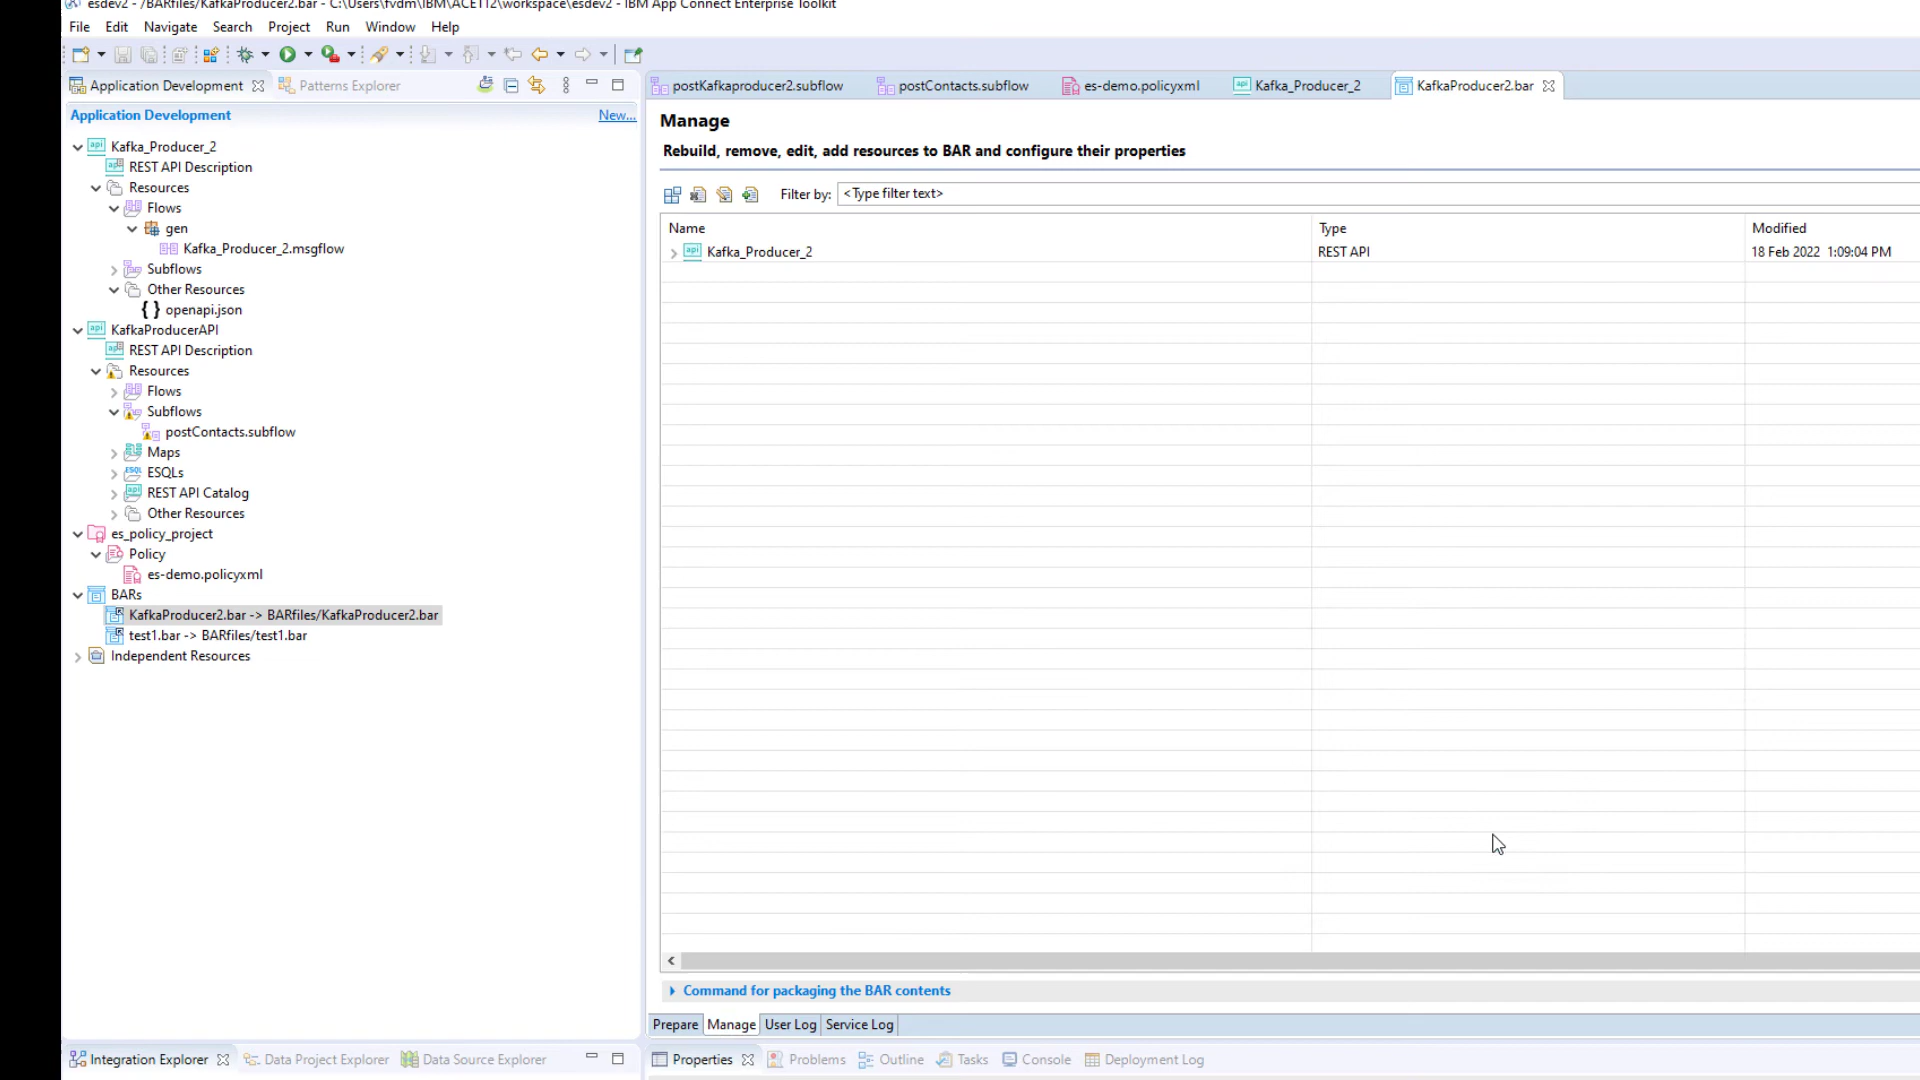 esdev2 - /BARfiles/KafkaProducer2.bar - C:\Users\fvdm\IBM\ACET12\workspace\esdev2 - IBM App Connect Enterprise Toolkit
File Edit Navigate Search Project Run Window Help
Application Development Patterns Explorer
postKafkaproducer2.subflow postContacts.subflow es-demo.policyxml Kafka_Producer_2 KafkaProducer2.bar
Application Development New...
Kafka_Producer_2
REST API Description
Resources
Flows
gen
Kafka_Producer_2.msgflow
Subflows
Other Resources
openapi.json
KafkaProducerAPI
REST API Description
Resources
Flows
Subflows
postContacts.subflow
Maps
ESQLs
REST API Catalog
Other Resources
es_policy_project
Policy
es-demo.policyxml
BARs
KafkaProducer2.bar -> BARfiles/KafkaProducer2.bar
test1.bar -> BARfiles/test1.bar
Independent Resources
Manage
Rebuild, remove, edit, add resources to BAR and configure their properties
Filter by: <Type filter text>
Name Type Modified
Kafka_Producer_2 REST API 18 Feb 2022 1:09:04 PM
Command for packaging the BAR contents
Prepare Manage User Log Service Log
Integration Explorer Data Project Explorer Data Source Explorer
Properties Problems Outline Tasks Console Deployment Log